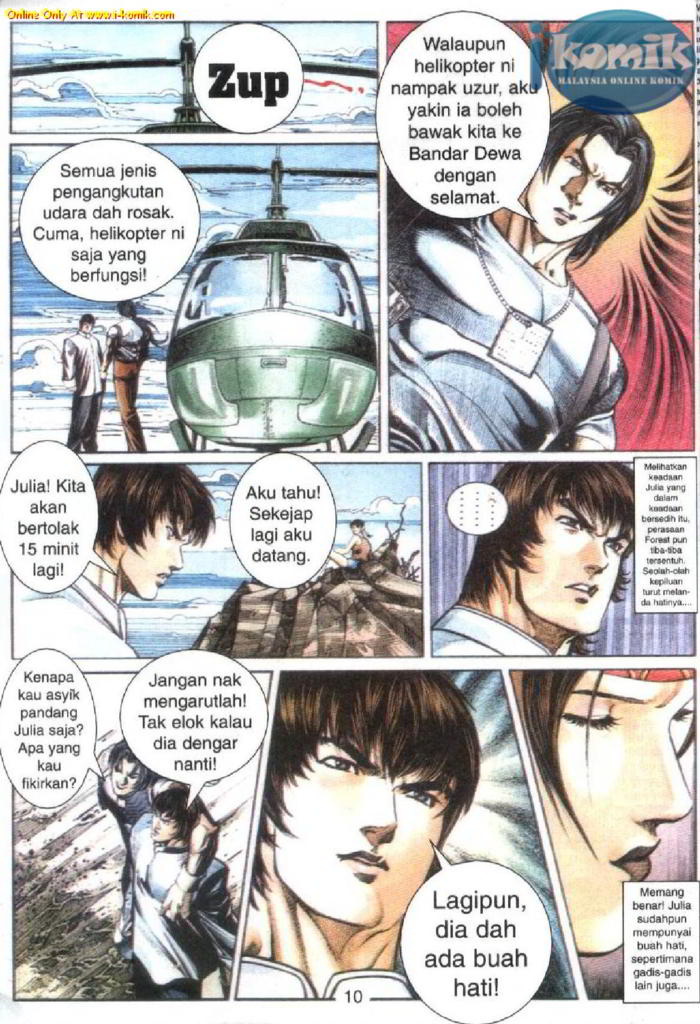 Online Only At www.i-komik.com
ikomik
MALAYSIA ONLINE KOMIK
Zup
Walaupun
helikopter ni
nampak uzur, aku
yakin ia boleh
bawak kita ke
Bandar Dewa
dengan
selamat.
Semua jenis
pengangkutan
udara dah rosak.
Cuma, helikopter ni
saja yang
berfungsi!
Julia! Kita
akan
bertolak
15 minit
lagi!
Aku tahu!
Sekejap
lagi aku
datang.
Melihatkan
keadaan
Julia yang
dalam
keadaan
bersedih itu,
perasaan
Forest pun
tiba-tiba
tersentuh.
Seolah-olah
kepiluan
turut melan-
da hatinya....
Kenapa
kau asyik
pandang
Julia saja?
Apa yang
kau
fikirkan?
Jangan nak
mengarutlah!
Tak elok kalau
dia dengar
nanti!
Lagipun,
dia dah
ada buah
hati!
Memang
benar! Julia
sudahpun
mempunyai
buah hati,
sepertimana
gadis-gadis
lain juga....
10